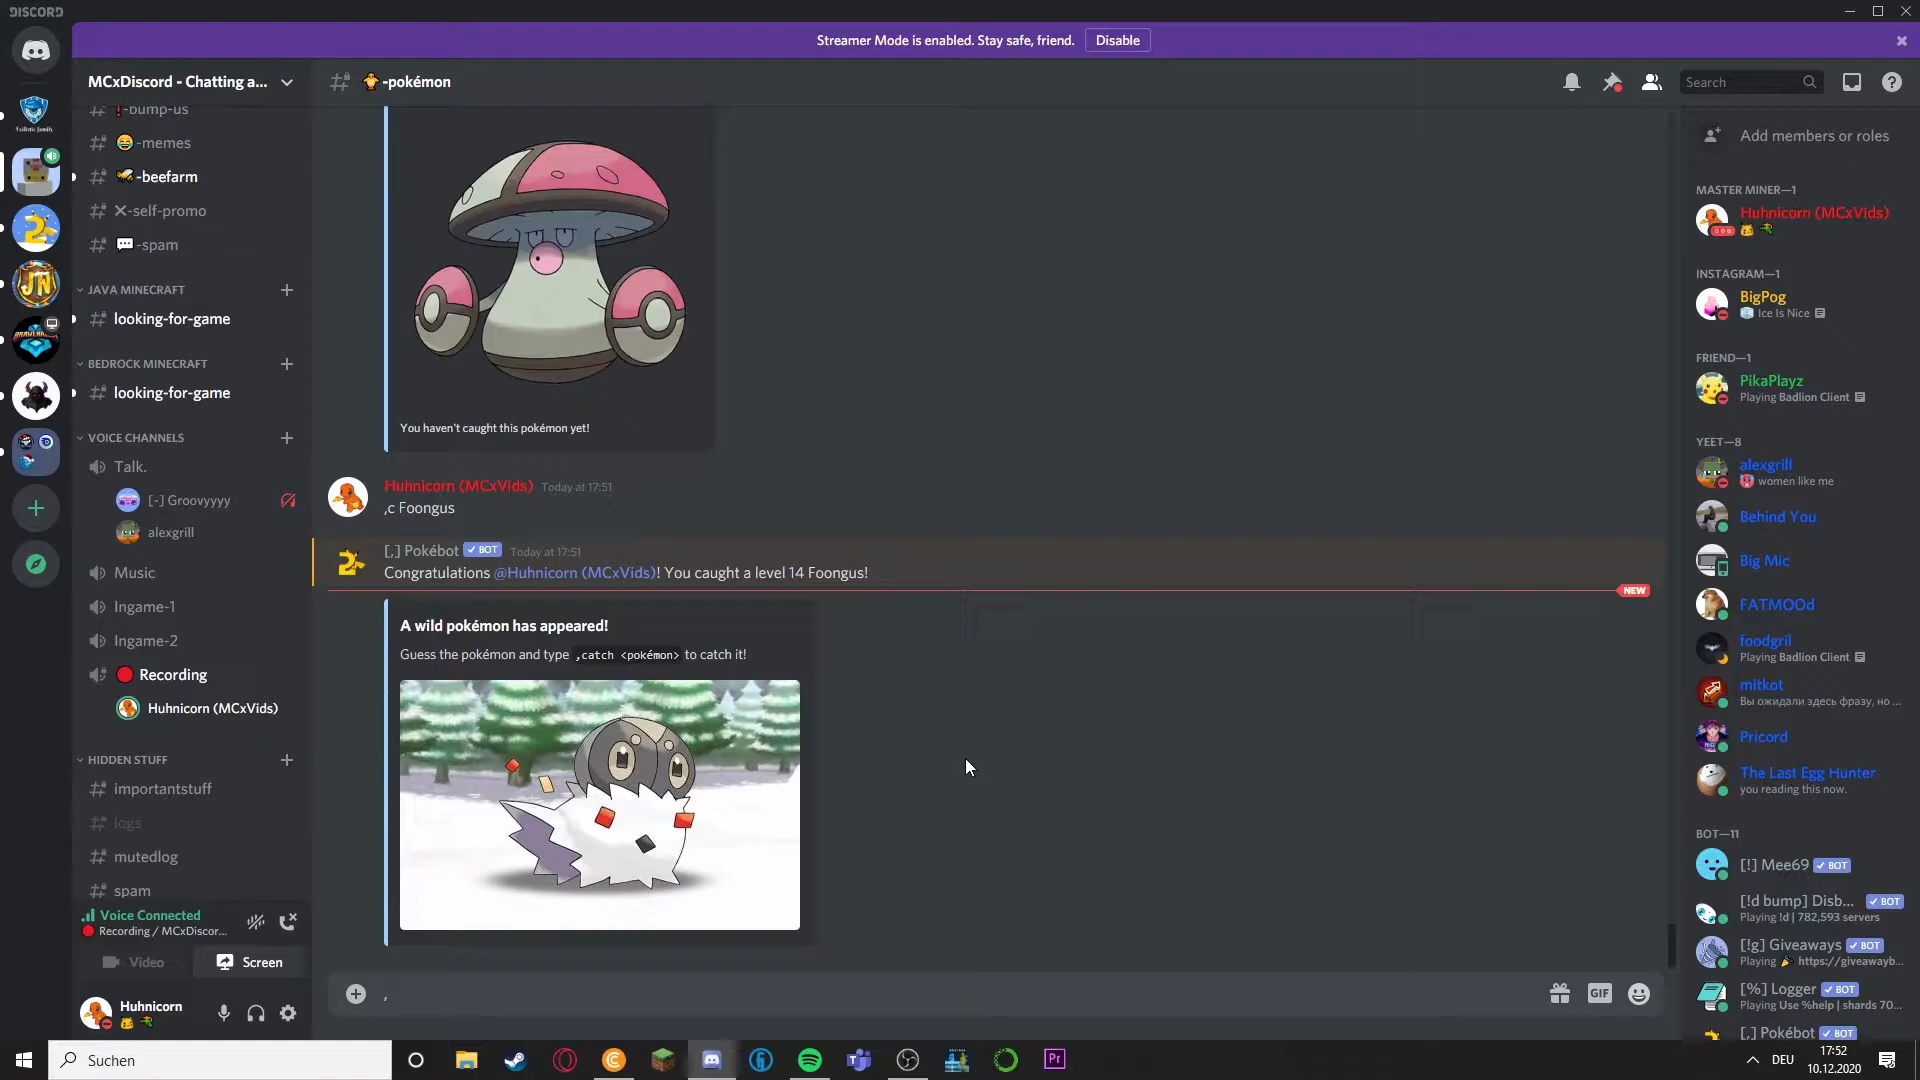 DISCORD
Streamer Mode is enabled. Stay safe, friend.
Disable
MCxDiscord - Chatting a...
-pokémon
Search
-bump-us
-memes
-beefarm
-self-promo
-spam
JAVA MINECRAFT
looking-for-game
BEDROCK MINECRAFT
looking-for-game
VOICE CHANNELS
Talk.
[-] Groovyyyy
alexgrill
Music
Ingame-1
Ingame-2
Recording
Huhnicorn (MCxVids)
HIDDEN STUFF
importantstuff
logs
mutedlog
spam
Voice Connected
Recording / MCxDiscor...
Video
Screen
Huhnicorn
You haven't caught this pokémon yet!
Huhnicorn (MCxVids) Today at 17:51
,c Foongus
[,] Pokébot BOT Today at 17:51
Congratulations @Huhnicorn (MCxVids)! You caught a level 14 Foongus!
NEW
A wild pokémon has appeared!
Guess the pokémon and type ,catch <pokémon> to catch it!
,
GIF
Add members or roles
MASTER MINER—1
Huhnicorn (MCxVids)
INSTAGRAM—1
BigPog
Ice Is Nice
FRIEND—1
PikaPlayz
Playing Badlion Client
YEET—8
alexgrill
women like me
Behind You
Big Mic
FATMOOd
foodgril
Playing Badlion Client
mitkot
Вы ожидали здесь фразу, но ...
Pricord
The Last Egg Hunter
you reading this now.
BOT—11
[!] Mee69 BOT
[!d bump] Disb... BOT
Playing !d | 782,593 servers
[!g] Giveaways BOT
Playing https://giveawayb...
[%] Logger BOT
Playing Use %help | shards 70...
[,] Pokébot BOT
Suchen
Pr
DEU
17:52
10.12.2020